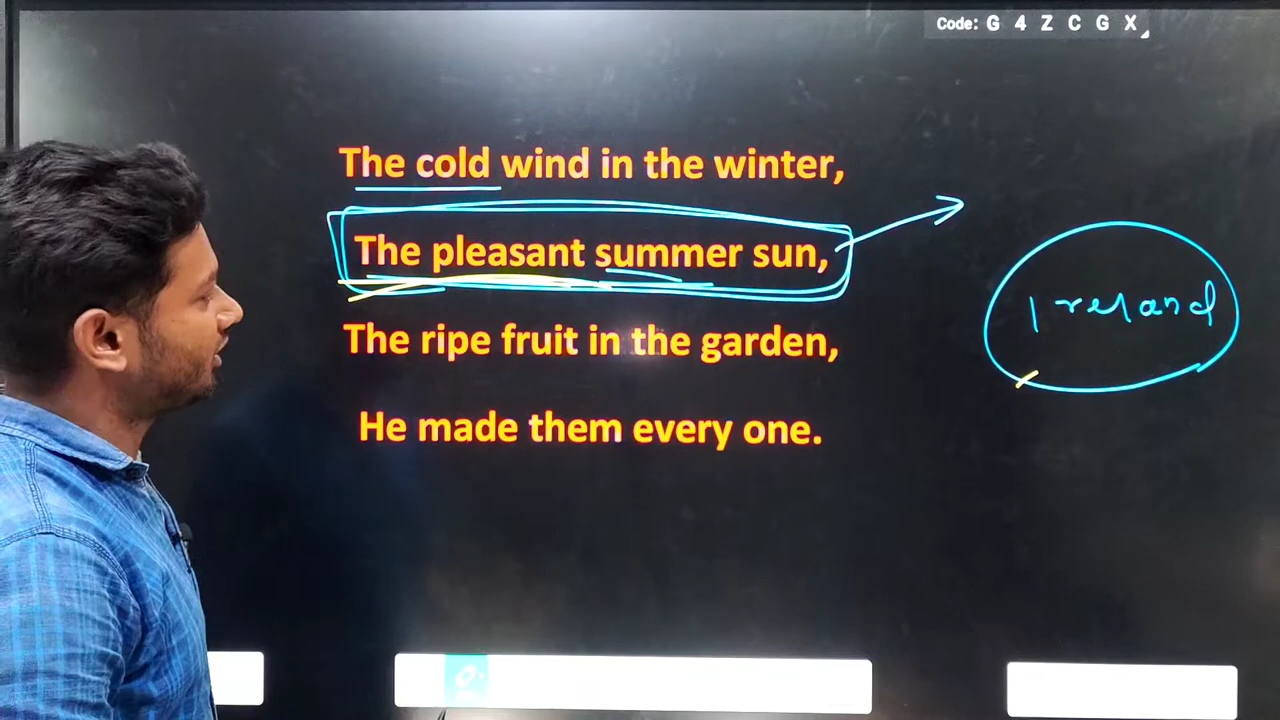 Code: G 4 Z C G X
The cold wind in the winter,
The pleasant summer sun,
Ireland
The ripe fruit in the garden,
He made them every one.